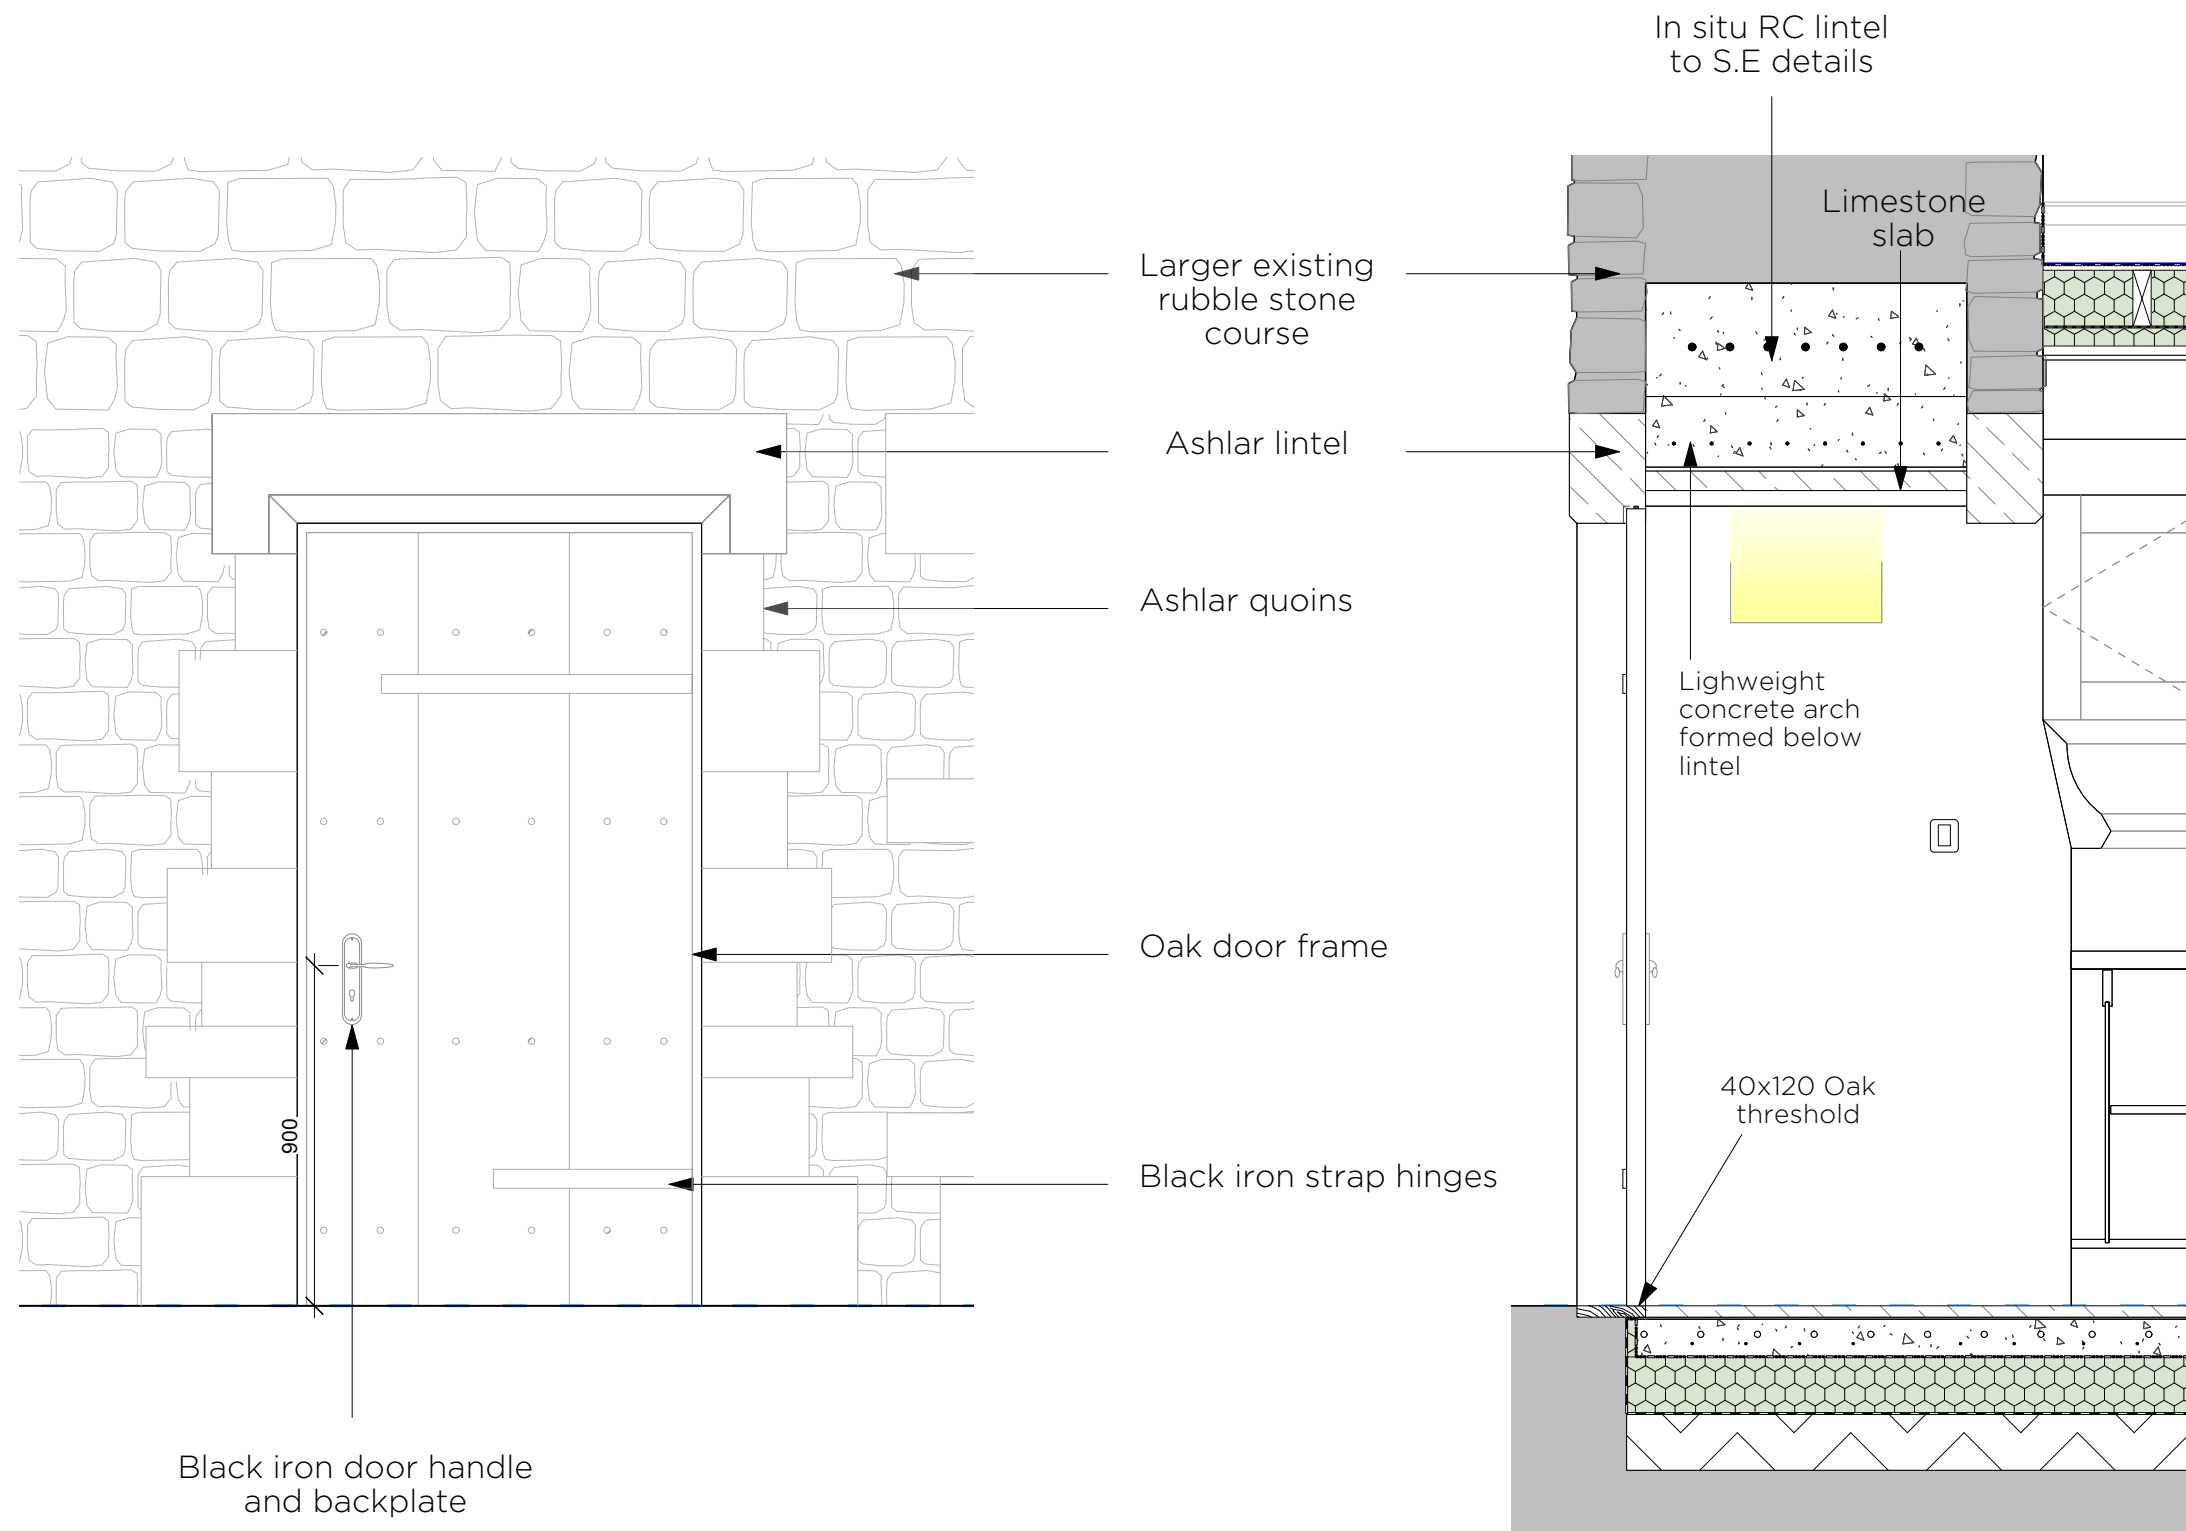 In situ RC lintel
to S.E details
Limestone
slab
Larger existing
rubble stone
course
Ashlar lintel
Ashlar quoins
Lighweight
concrete arch
formed below
lintel
Oak door frame
40x120 Oak
threshold
900
Black iron strap hinges
Black iron door handle
and backplate